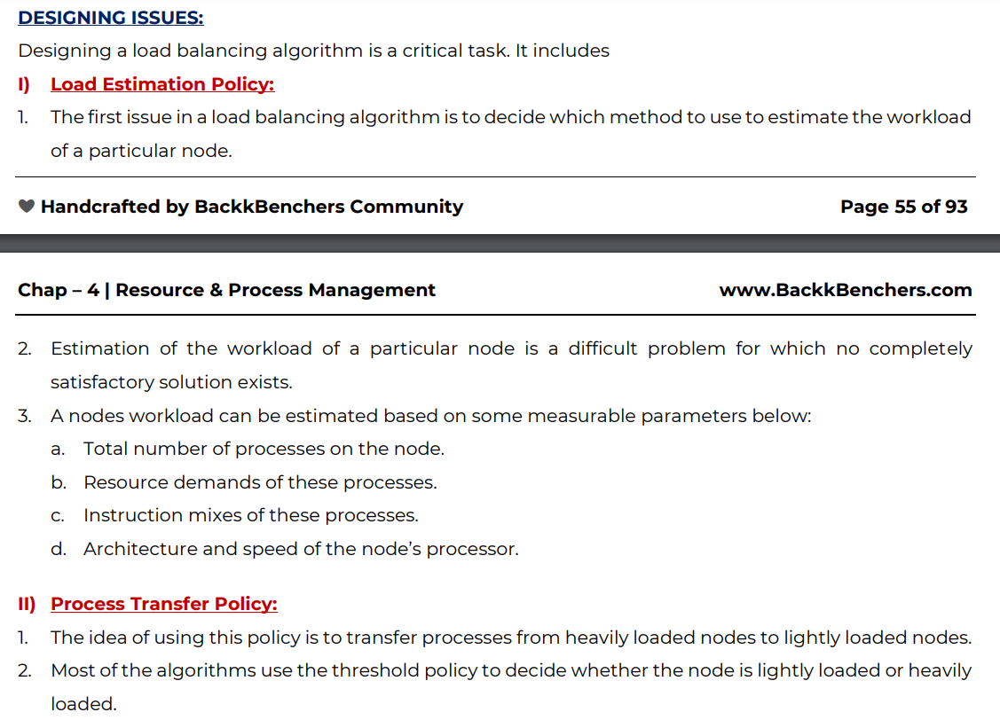 DESIGNING ISSUES:
Designing a load balancing algorithm is a critical task. It includes
I) Load Estimation Policy:
1. The first issue in a load balancing algorithm is to decide which method to use to estimate the workload
of a particular node.
Handcrafted by BackkBenchers Community Page 55 of 93
Chap – 4 | Resource & Process Management www.BackkBenchers.com
2. Estimation of the workload of a particular node is a difficult problem for which no completely
satisfactory solution exists.
3. A nodes workload can be estimated based on some measurable parameters below:
a. Total number of processes on the node.
b. Resource demands of these processes.
c. Instruction mixes of these processes.
d. Architecture and speed of the node’s processor.
II) Process Transfer Policy:
1. The idea of using this policy is to transfer processes from heavily loaded nodes to lightly loaded nodes.
2. Most of the algorithms use the threshold policy to decide whether the node is lightly loaded or heavily
loaded.